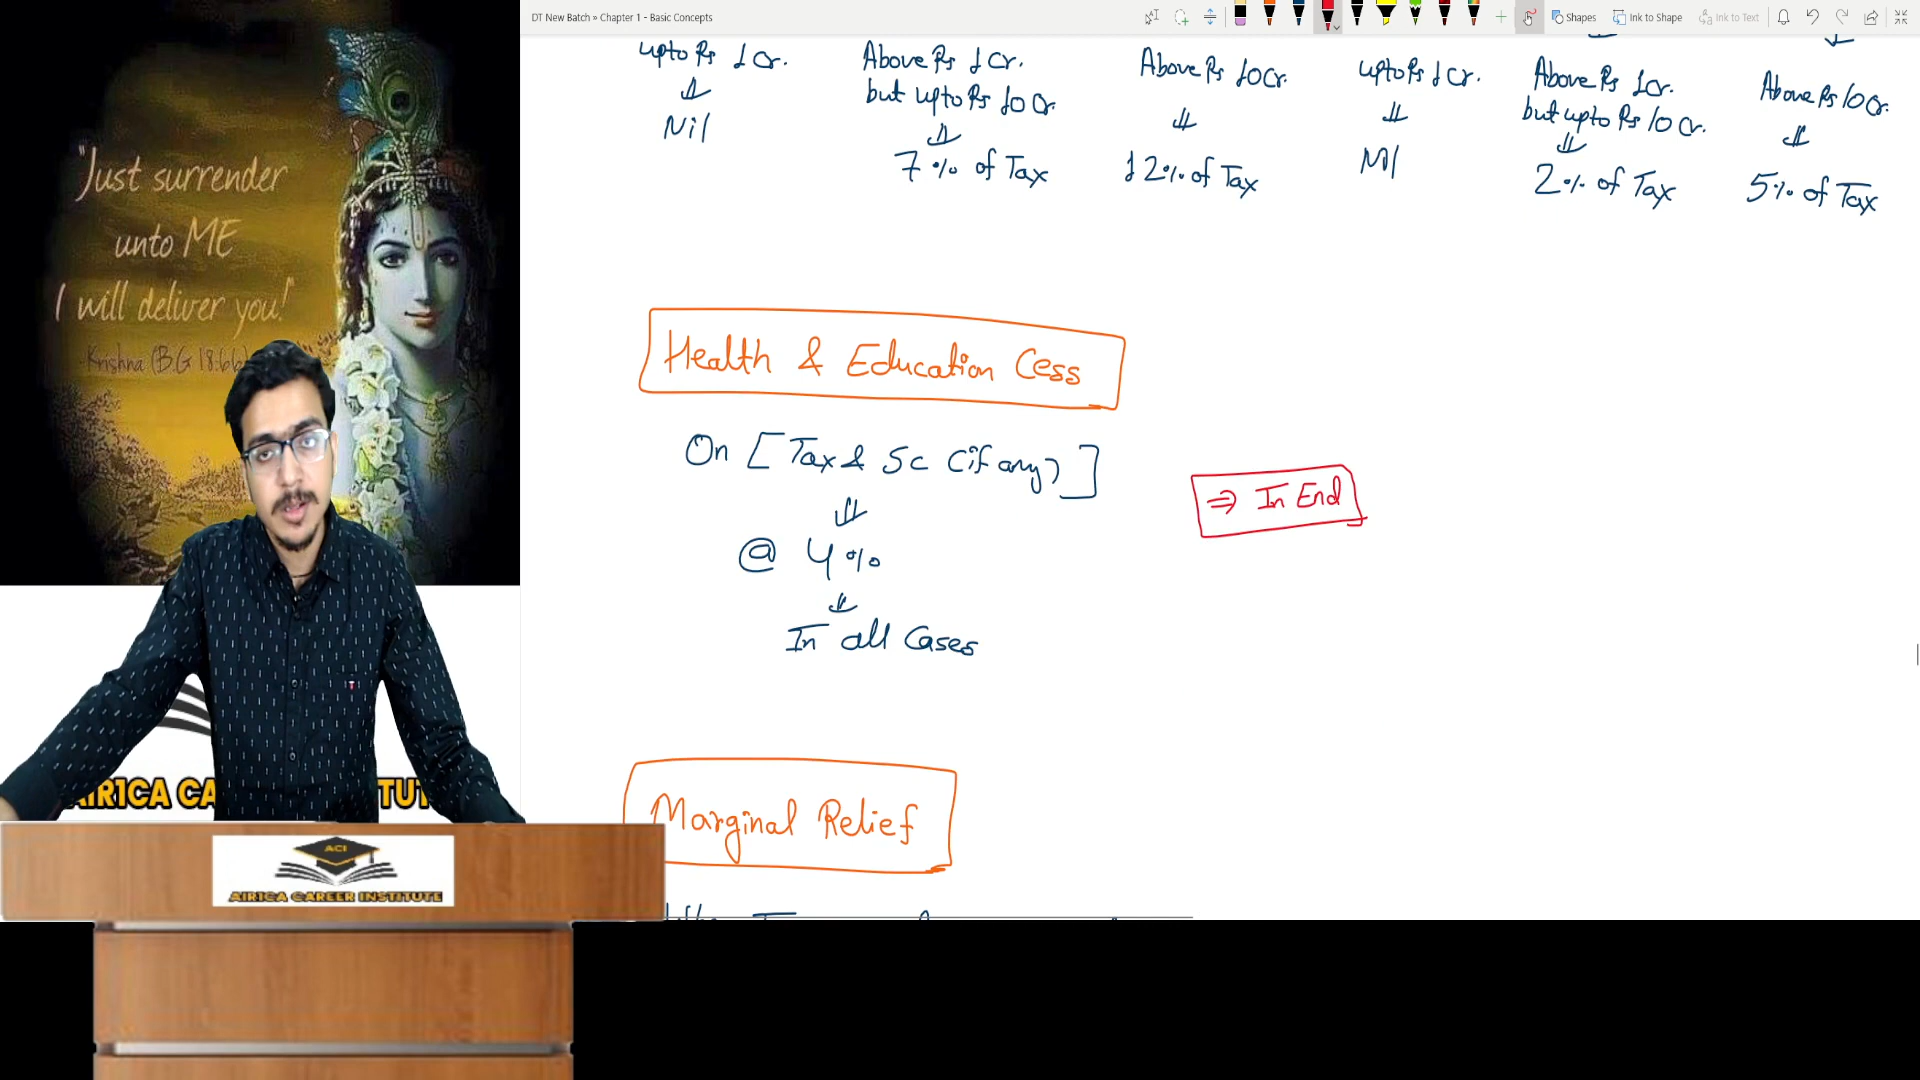 DT New Batch » Chapter 1 - Basic Concepts
Shapes
Ink to Shape
Ink to Text
upto Rs 1 Cr.
Nil
Above Rs 1 Cr.
but upto Rs 10 Cr.
7% of Tax
Above Rs 10 Cr.
12% of Tax
upto Rs 1 Cr.
Nil
Above Rs 1 Cr.
but upto Rs 10 Cr.
2% of Tax
Above Rs 10 Cr.
5% of Tax
"Just surrender
unto ME
I will deliver you!"
- Krishna (B.G 18.66)
Health & Education Cess
On [Tax & SC (if any)]
@ 4%
In all Cases
⇒ In End
Marginal Relief
AIR1CA CA
TUT
ACI
AIR1CA CAREER INSTITUTE